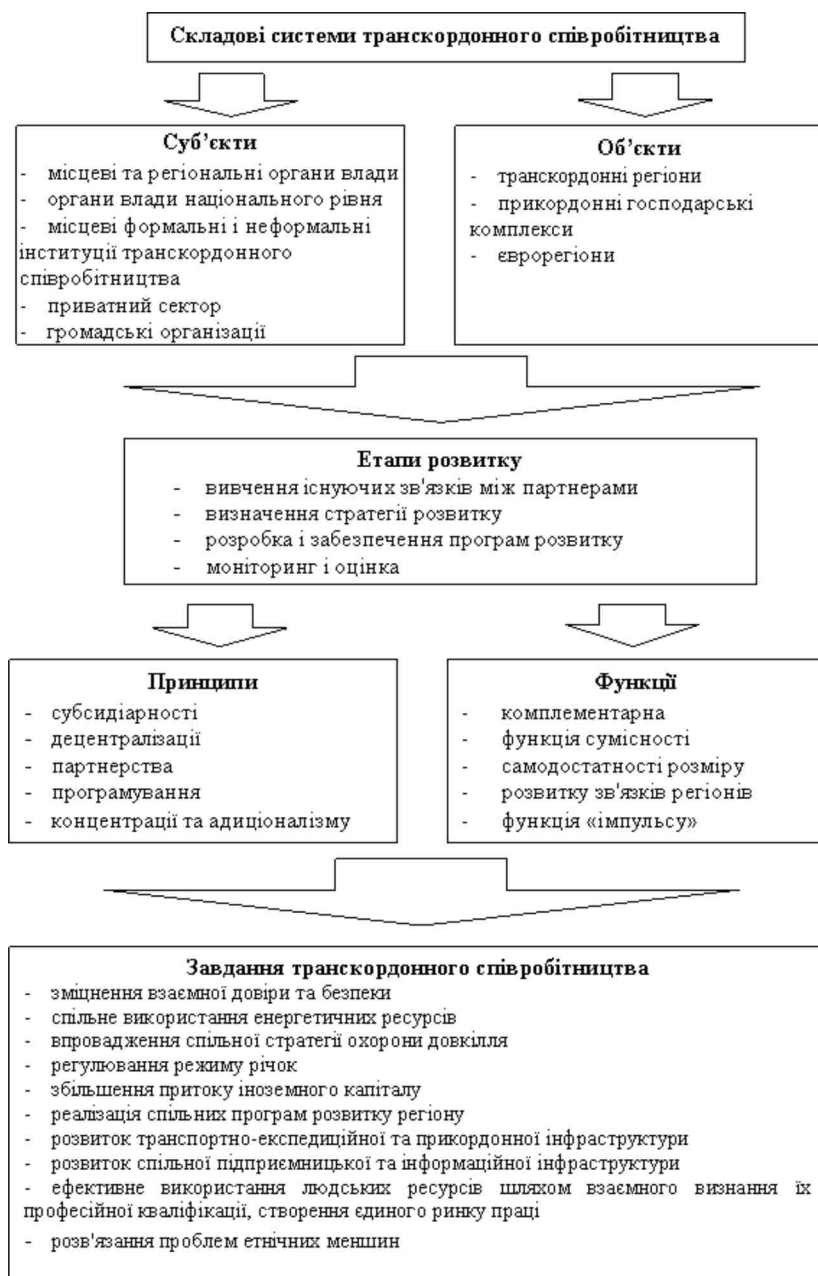 Складові системи транскордонного співробітництва
Суб’єкти
- місцеві та регіональні органи влади
- органи влади національного рівня
- місцеві формальні і неформальні
інституції транскордонного
співробітництва
- приватний сектор
- громадські організації
Об’єкти
- транскордонні регіони
- прикордонні господарські
комплекси
- єврорегіони
Етапи розвитку
- вивчення існуючих зв'язків між партнерами
- визначення стратегії розвитку
- розробка і забезпечення програм розвитку
- моніторинг і оцінка
Принципи
- субсидіарності
- децентралізації
- партнерства
- програмування
- концентрації та адиціоналізму
Функції
- комплементарна
- функція сумісності
- самодостатності розміру
- розвитку зв'язків регіонів
- функція «імпульсу»
Завдання транскордонного співробітництва
- зміцнення взаємної довіри та безпеки
- спільне використання енергетичних ресурсів
- впровадження спільної стратегії охорони довкілля
- регулювання режиму річок
- збільшення притоку іноземного капіталу
- реалізація спільних програм розвитку регіону
- розвиток транспортно-експедиційної та прикордонної інфраструктури
- розвиток спільної підприємницької та інформаційної інфраструктури
- ефективне використання людських ресурсів шляхом взаємного визнання їх
професійної кваліфікації, створення єдиного ринку праці
- розв'язання проблем етнічних меншин